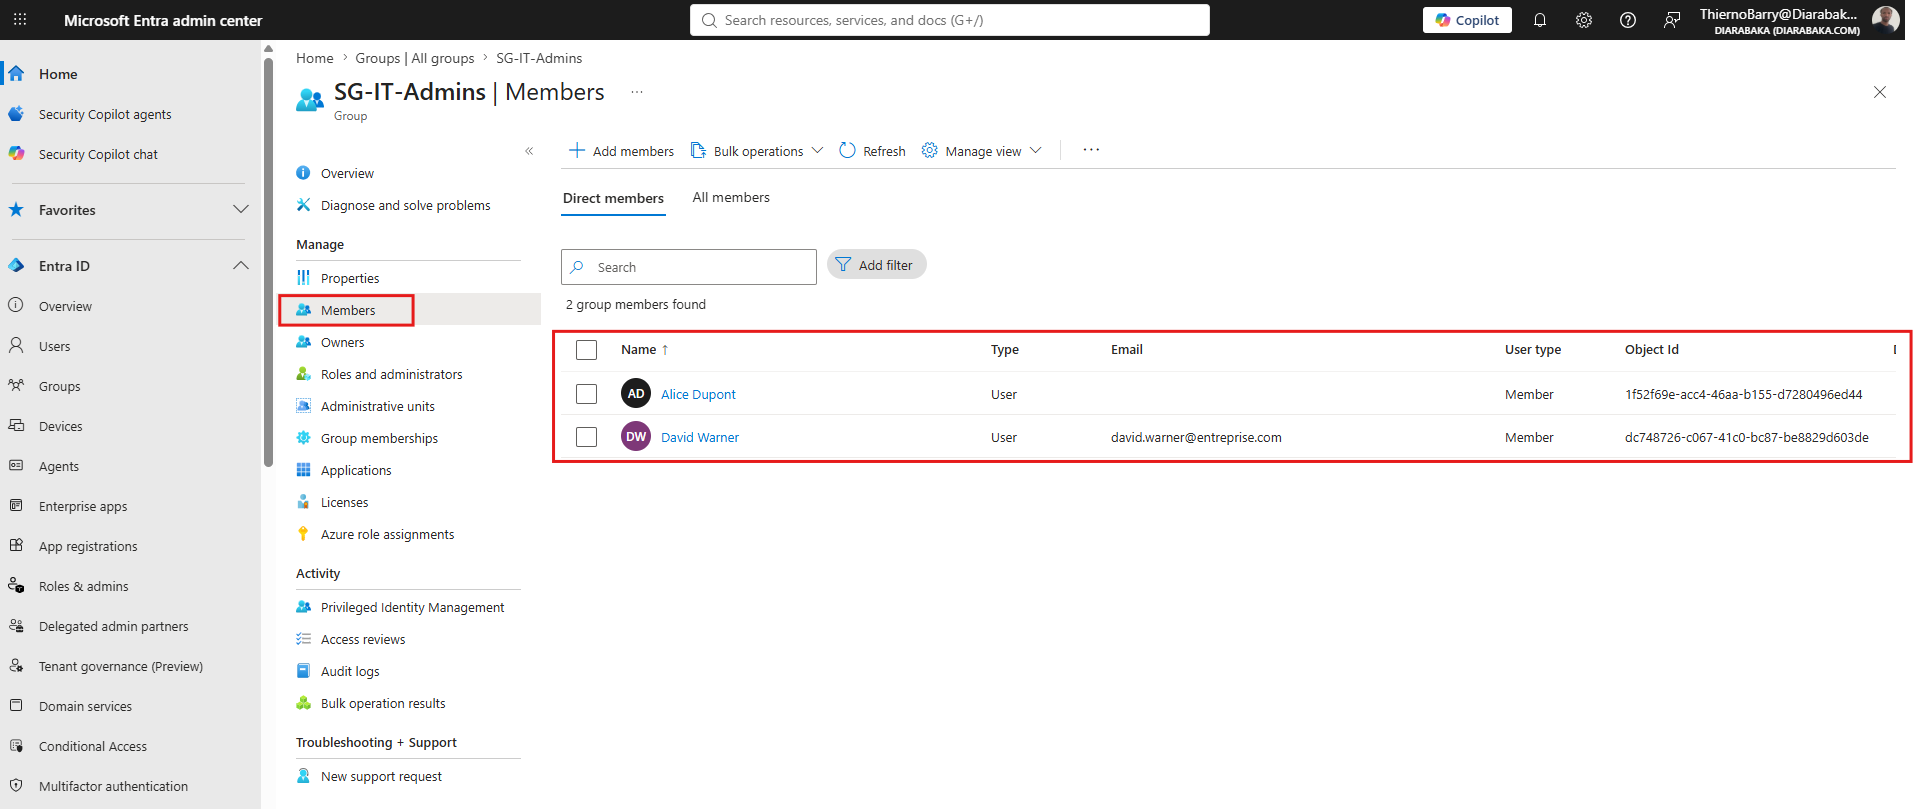 Microsoft Entra admin center
Search resources, services, and docs (G+/)
Copilot
ThiernoBarry@Diarabak...
DIARABAKA (DIARABAKA.COM)
Home
Security Copilot agents
Security Copilot chat
Favorites
Entra ID
Overview
Users
Groups
Devices
Agents
Enterprise apps
App registrations
Roles & admins
Delegated admin partners
Tenant governance (Preview)
Domain services
Conditional Access
Multifactor authentication
Home > Groups | All groups > SG-IT-Admins
SG-IT-Admins | Members ...
Group
Overview
Diagnose and solve problems
Manage
Properties
Members
Owners
Roles and administrators
Administrative units
Group memberships
Applications
Licenses
Azure role assignments
Activity
Privileged Identity Management
Access reviews
Audit logs
Bulk operation results
Troubleshooting + Support
New support request
Add members Bulk operations Refresh Manage view ...
Direct members All members
Search Add filter
2 group members found
Name ↑ Type Email User type Object Id
AD Alice Dupont User Member 1f52f69e-acc4-46aa-b155-d7280496ed44
DW David Warner User david.warner@entreprise.com Member dc748726-c067-41c0-bc87-be8829d603de